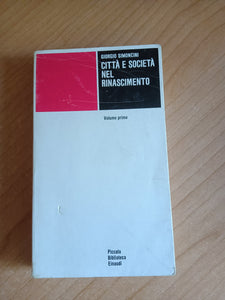 GIORGIO SIMONCINI
CITTÀ E SOCIETÀ
NEL
RINASCIMENTO
Volume primo
Piccola
Biblioteca
Einaudi